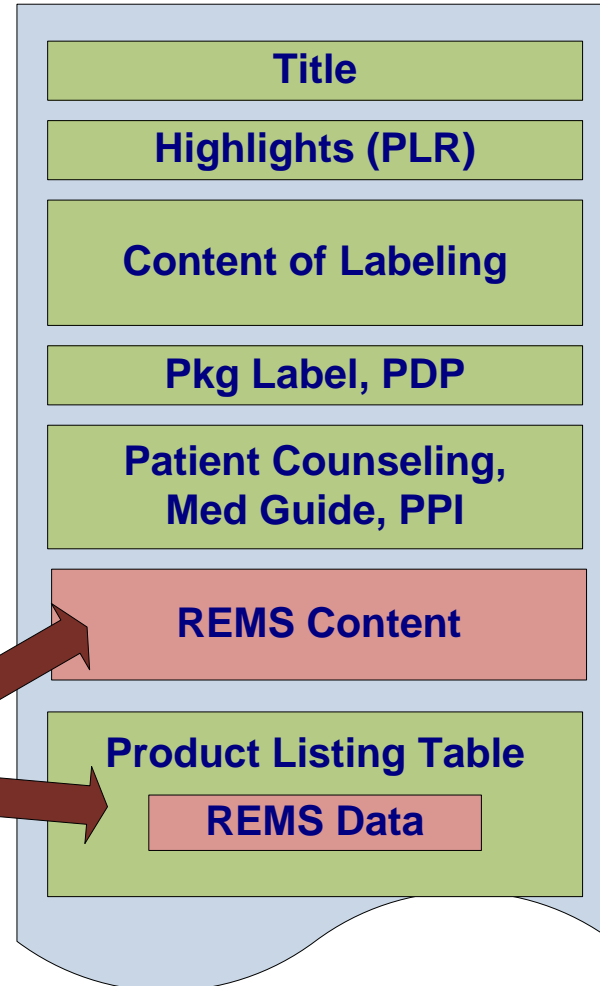 Title
Highlights (PLR)
Content of Labeling
Pkg Label, PDP
Patient Counseling,
Med Guide, PPI
REMS Content
Product Listing Table
REMS Data